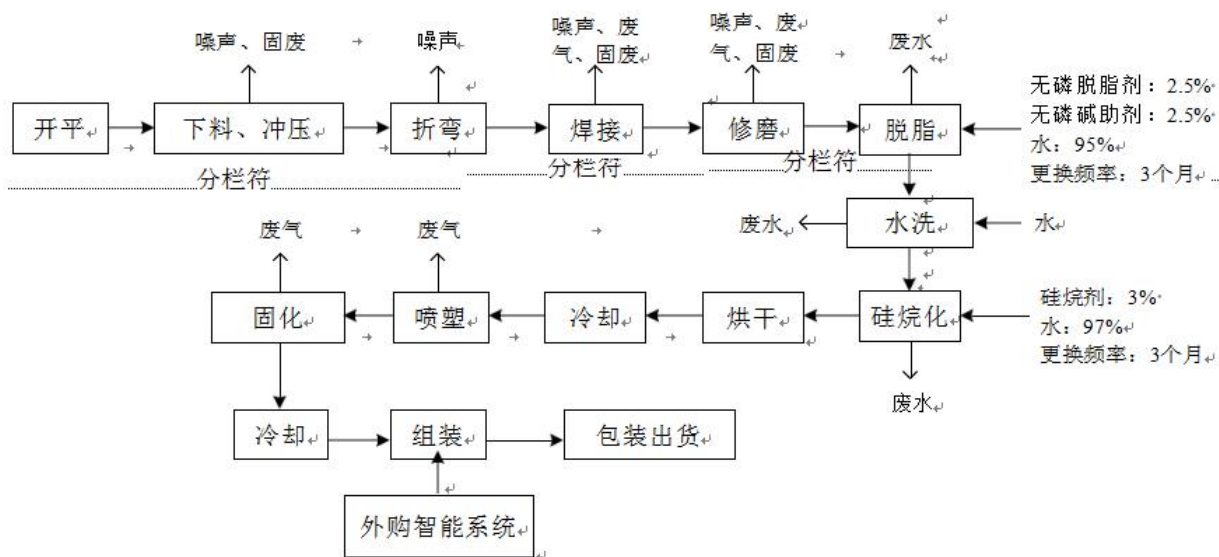 噪声、固废
噪声
噪声、废
气、固废
噪声、废
气、固废
废水
开平
下料、冲压
折弯
焊接
修磨
脱脂
无磷脱脂剂：2.5%
无磷碱助剂：2.5%
水：95%
更换频率：3个月
分栏符
分栏符
分栏符
废水
水洗
水
废气
废气
固化
喷塑
冷却
烘干
硅烷化
硅烷剂：3%
水：97%
更换频率：3个月
废水
冷却
组装
包装出货
外购智能系统